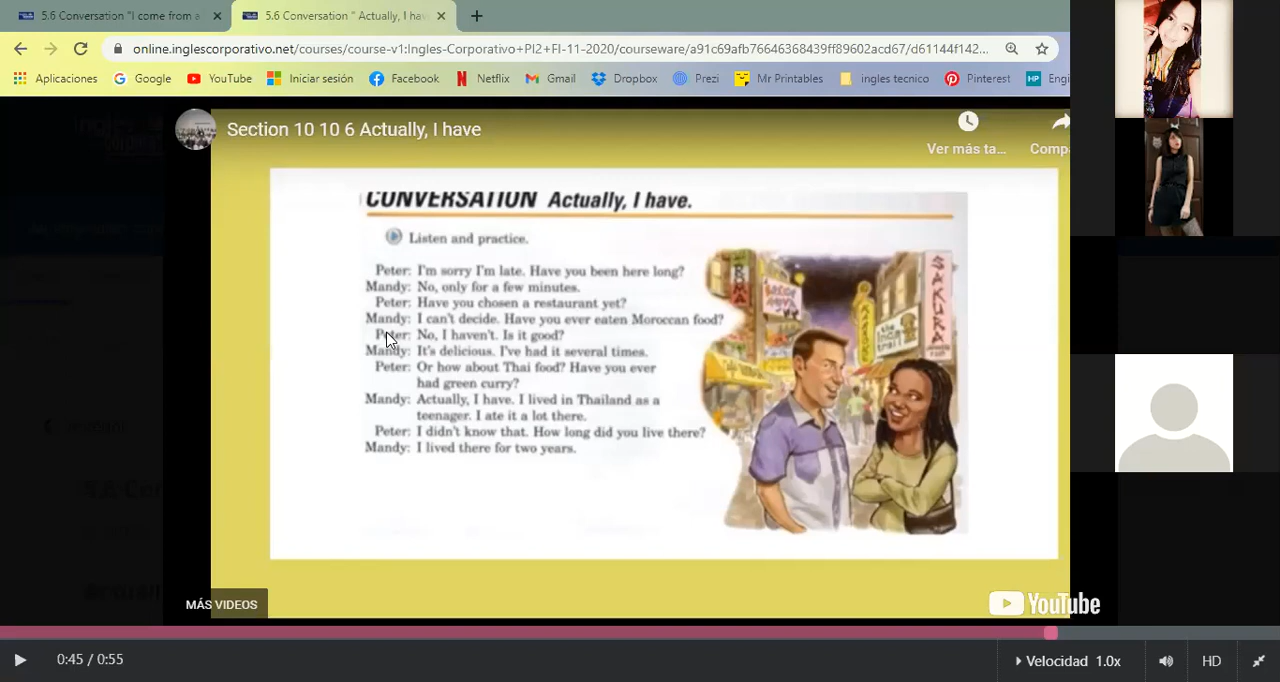 5.6 Conversation "I come from a
5.6 Conversation " Actually, I hav
online.inglescorporativo.net/courses/course-v1:Ingles-Corporativo+PI2+FI-11-2020/courseware/a91c69afb76646368439ff89602acd67/d61144f142...
Aplicaciones Google YouTube Iniciar sesión Facebook Netflix Gmail Dropbox Prezi Mr Printables ingles tecnico Pinterest HP Engl
Section 10 10 6 Actually, I have
Ver más ta...
Comp
CONVERSATION Actually, I have.
Listen and practice.
Peter: I'm sorry I'm late. Have you been here long?
Mandy: No, only for a few minutes.
Peter: Have you chosen a restaurant yet?
Mandy: I can't decide. Have you ever eaten Moroccan food?
Peter: No, I haven't. Is it good?
Mandy: It's delicious. I've had it several times.
Peter: Or how about Thai food? Have you ever
had green curry?
Mandy: Actually, I have. I lived in Thailand as a
teenager. I ate it a lot there.
Peter: I didn't know that. How long did you live there?
Mandy: I lived there for two years.
SAKURA
MÁS VIDEOS
YouTube
0:45 / 0:55
Velocidad 1.0x
HD